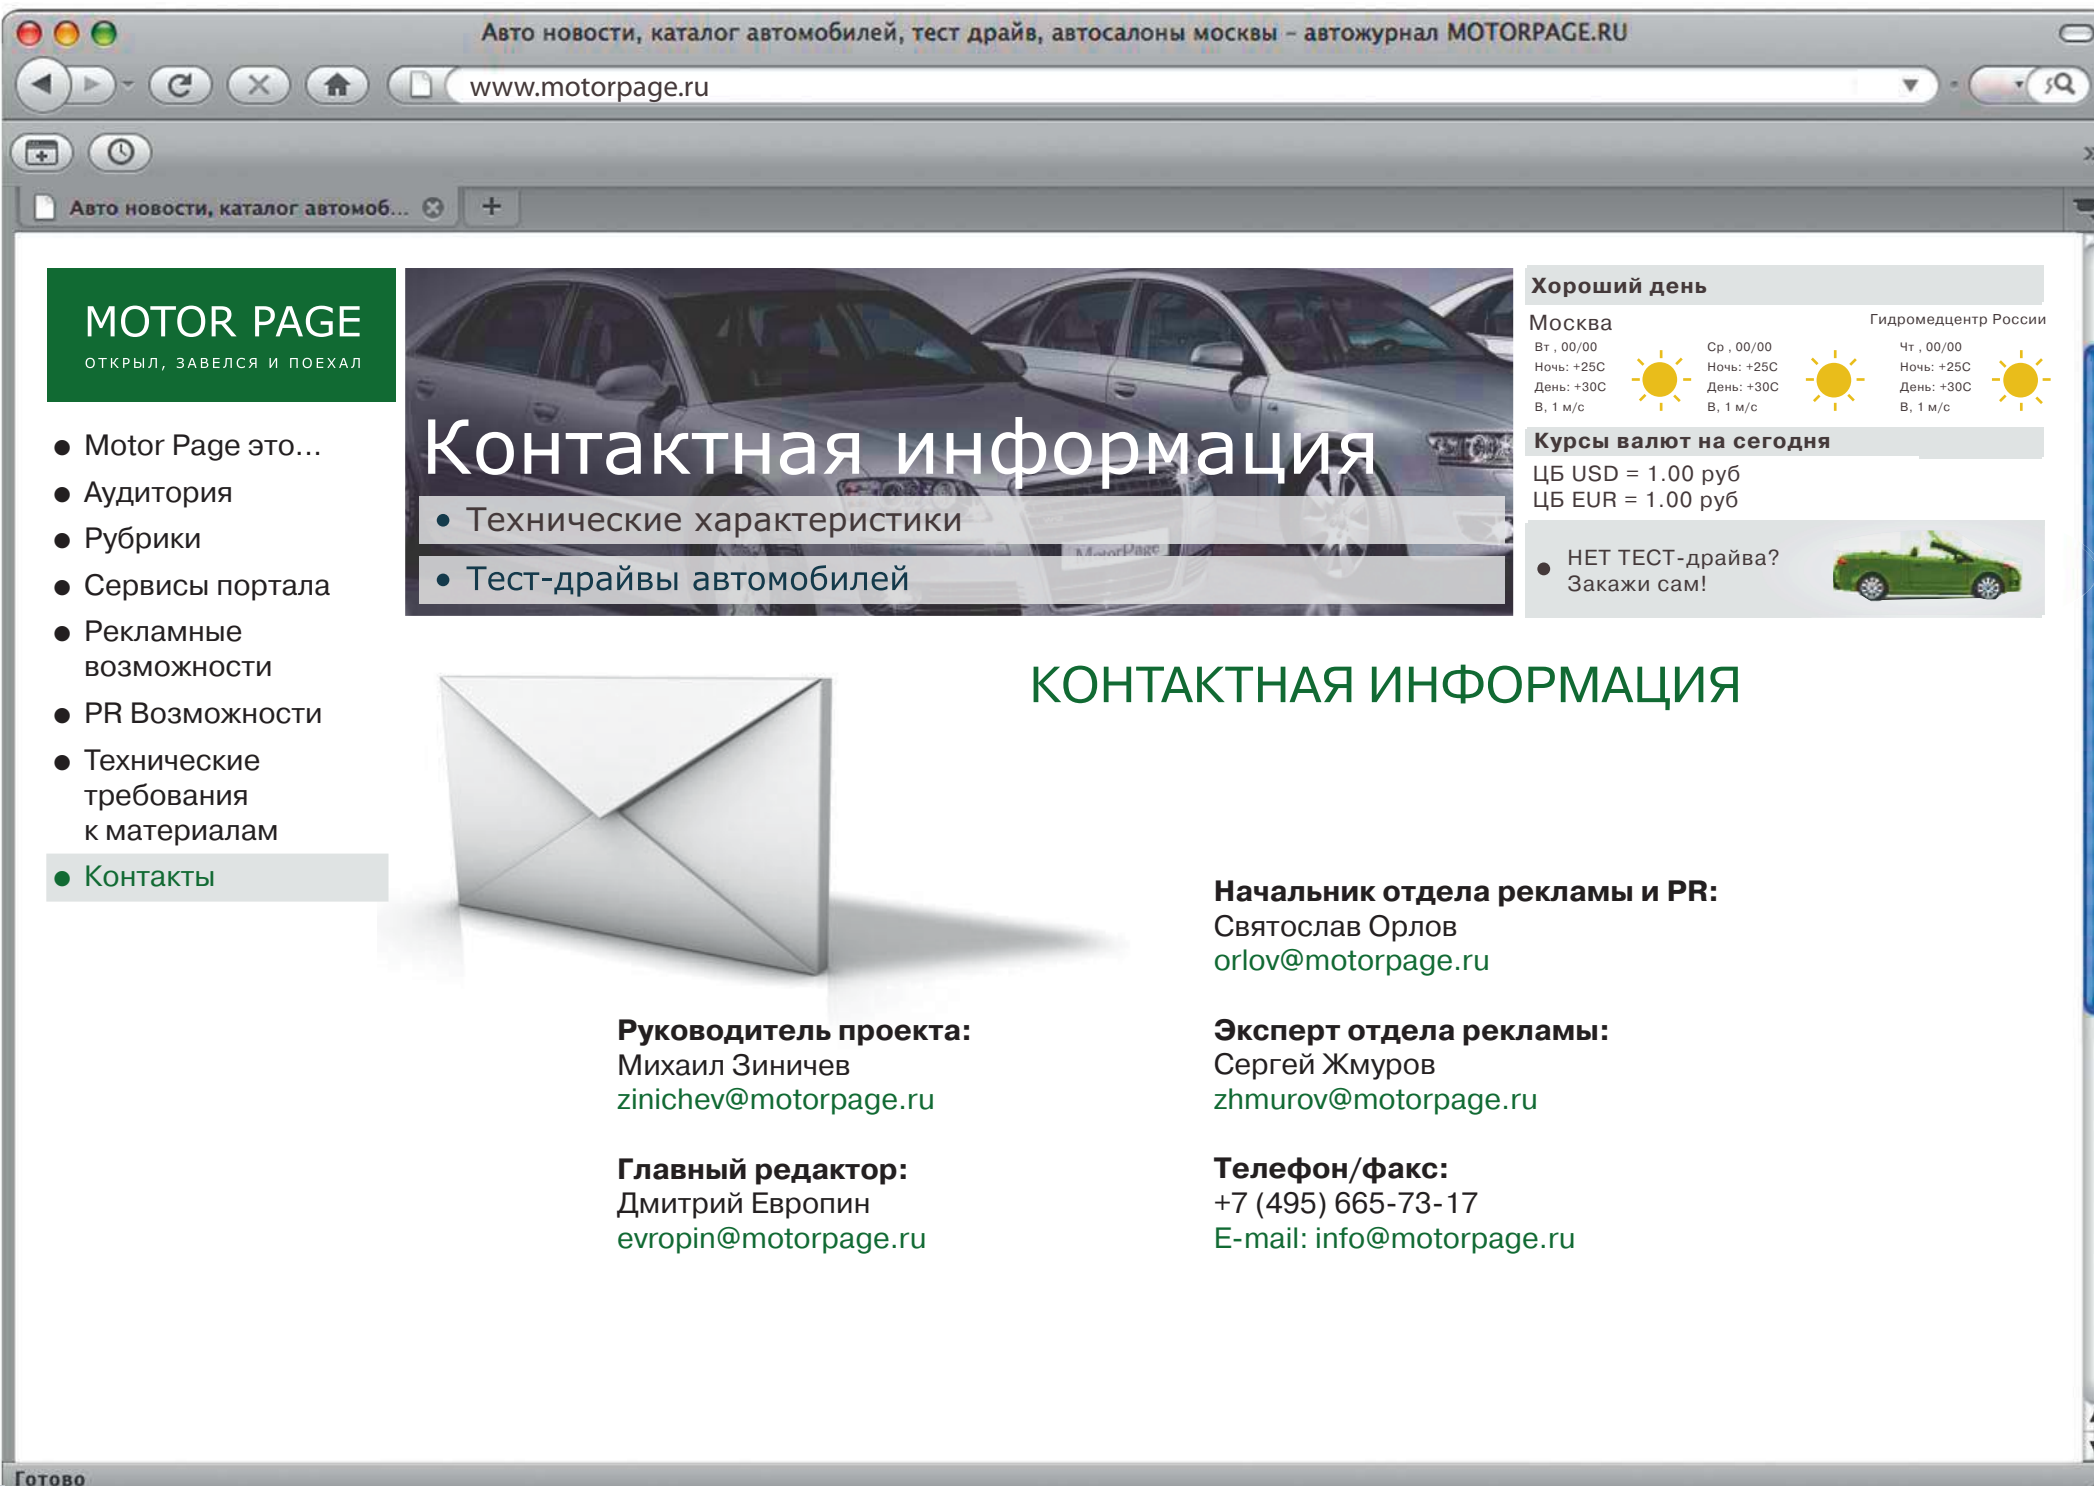 Авто новости, каталог автомобилей, тест драйв, автосалоны москвы – автожурнал MOTORPAGE.RU
www.motorpage.ru
Авто новости, каталог автомоб...
MOTOR PAGE
ОТКРЫЛ, ЗАВЕЛСЯ И ПОЕХАЛ
Motor Page это...
Аудитория
Рубрики
Сервисы портала
Рекламные
возможности
PR Возможности
Технические
требования
к материалам
Контакты
Контактная информация
• Технические характеристики
• Тест-драйвы автомобилей
MotorPage
Хороший день
Москва
Гидромедцентр России
Вт , 00/00
Ночь: +25С
День: +30С
В, 1 м/с
Ср , 00/00
Ночь: +25С
День: +30С
В, 1 м/с
Чт , 00/00
Ночь: +25С
День: +30С
В, 1 м/с
Курсы валют на сегодня
ЦБ USD = 1.00 руб
ЦБ EUR = 1.00 руб
НЕТ ТЕСТ-драйва?
Закажи сам!
КОНТАКТНАЯ ИНФОРМАЦИЯ
Руководитель проекта:
Михаил Зиничев
zinichev@motorpage.ru
Главный редактор:
Дмитрий Европин
evropin@motorpage.ru
Начальник отдела рекламы и PR:
Святослав Орлов
orlov@motorpage.ru
Эксперт отдела рекламы:
Сергей Жмуров
zhmurov@motorpage.ru
Телефон/факс:
+7 (495) 665-73-17
E-mail: info@motorpage.ru
Готово